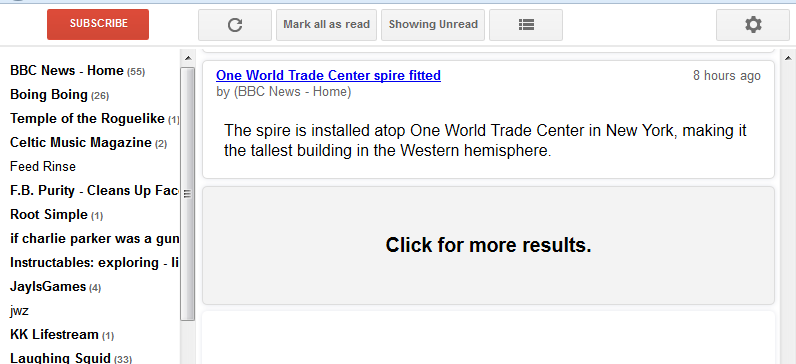 SUBSCRIBE
Mark all as read
Showing Unread
BBC News - Home (55)
Boing Boing (26)
Temple of the Roguelike (1)
Celtic Music Magazine (2)
Feed Rinse
F.B. Purity - Cleans Up Fac
Root Simple (1)
if charlie parker was a gun
Instructables: exploring - li
JayIsGames (4)
jwz
KK Lifestream (1)
Laughing Squid (33)
One World Trade Center spire fitted
8 hours ago
by (BBC News - Home)
The spire is installed atop One World Trade Center in New York, making it
the tallest building in the Western hemisphere.
Click for more results.